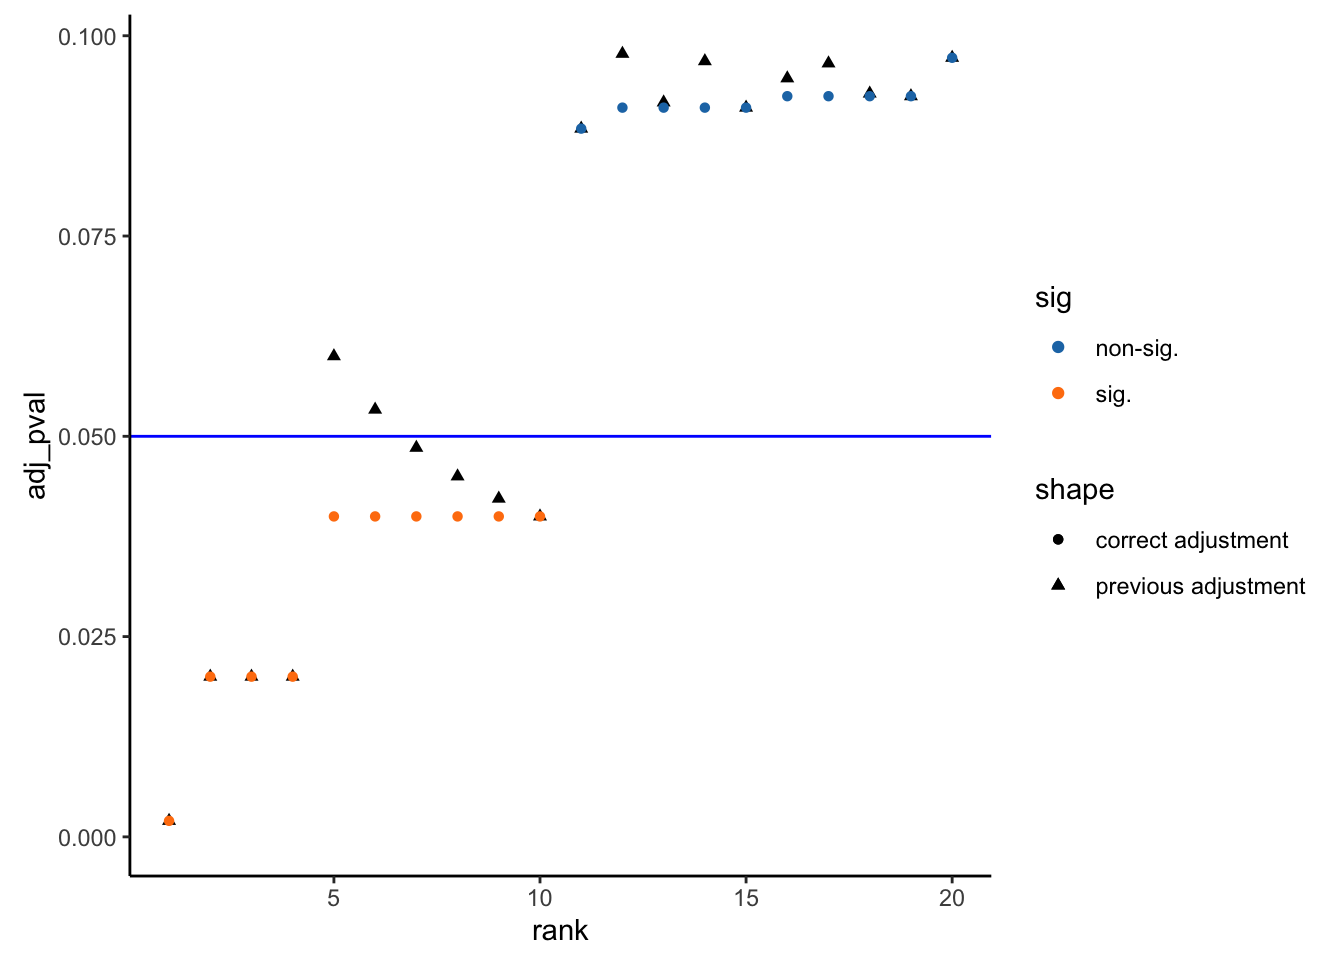 0.100
0.075
0.050
0.025
0.000
adj_pval
5 10 15 20
rank
sig
non-sig.
sig.
shape
correct adjustment
previous adjustment